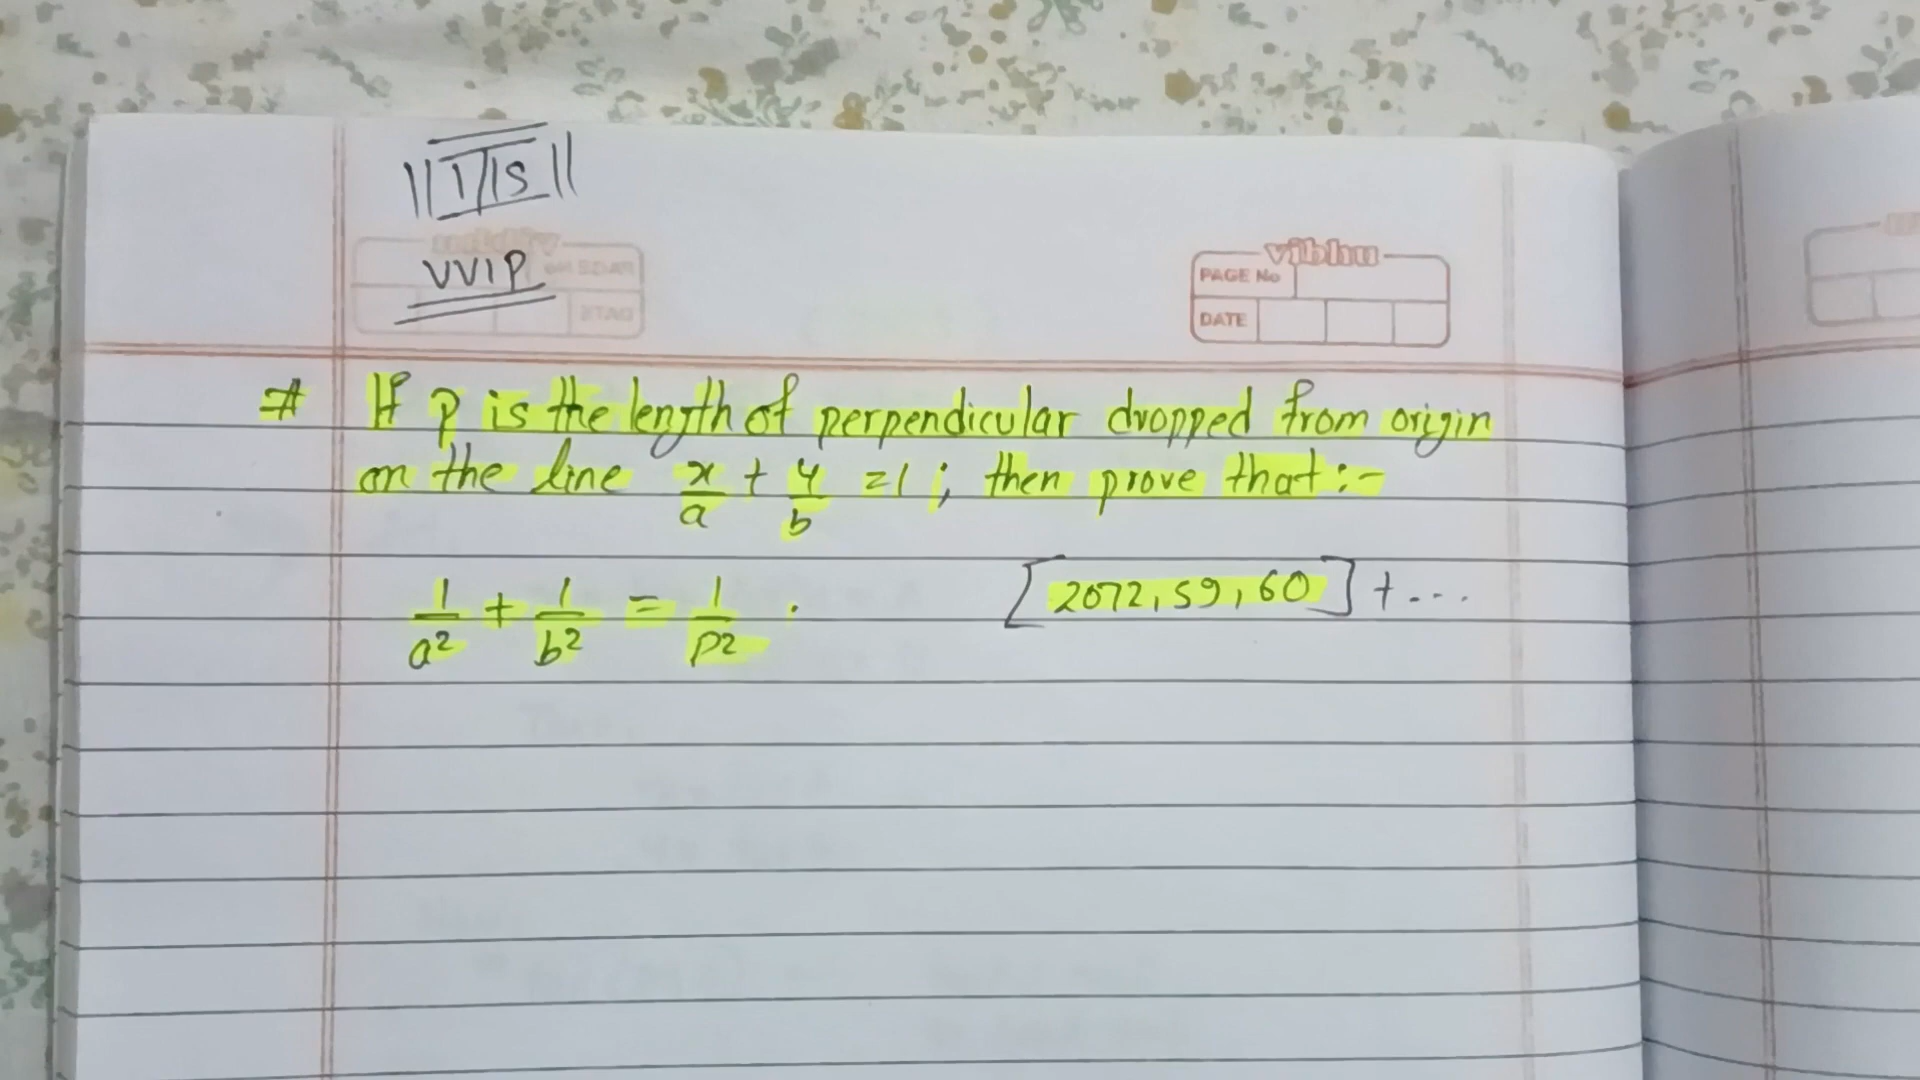 ||1/1S||
VVIP
vibhu
PAGE No
DATE
# If p is the length of perpendicular dropped from origin
on the line x/a + y/b = 1; then prove that:-
1/a² + 1/b² = 1/p².
[2072, 59, 60] + ...